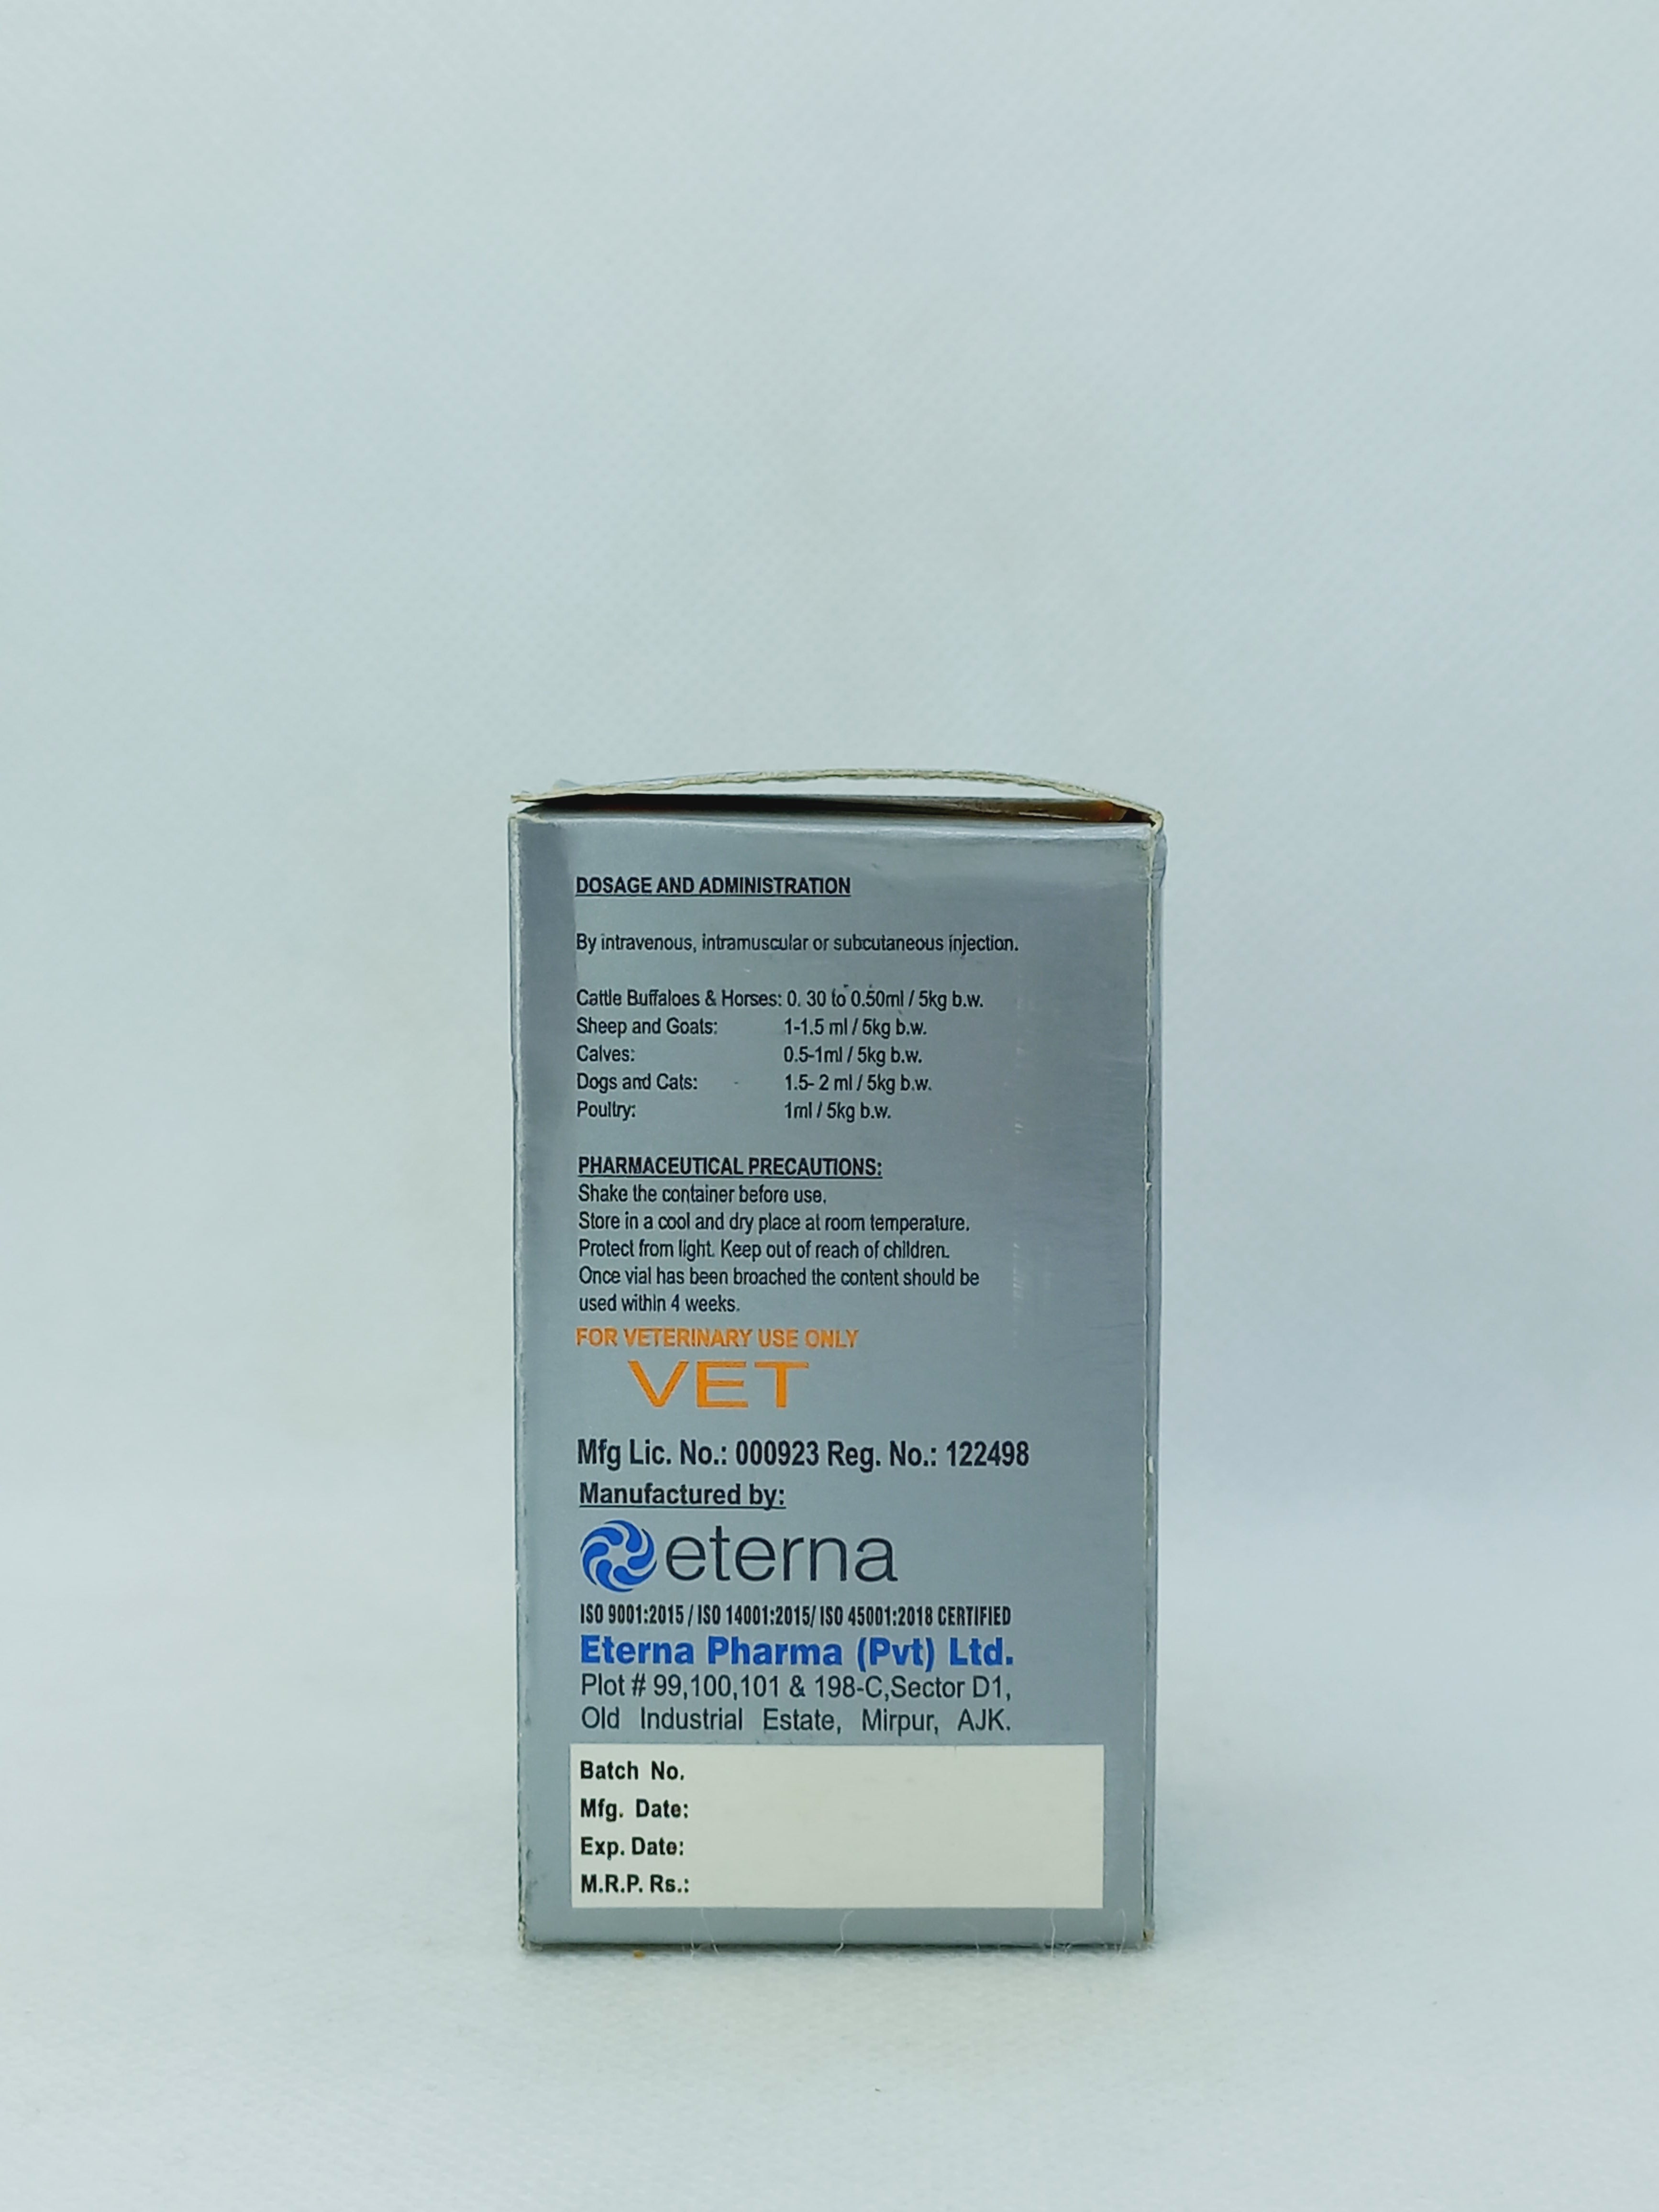 DOSAGE AND ADMINISTRATION
By intravenous, intramuscular or subcutaneous injection.
Cattle Buffaloes & Horses: 0. 30 to 0.50ml / 5kg b.w.
Sheep and Goats: 1-1.5 ml / 5kg b.w.
Calves: 0.5-1ml / 5kg b.w.
Dogs and Cats: 1.5- 2 ml / 5kg b.w.
Poultry: 1ml / 5kg b.w.
PHARMACEUTICAL PRECAUTIONS:
Shake the container before use.
Store in a cool and dry place at room temperature.
Protect from light. Keep out of reach of children.
Once vial has been broached the content should be
used within 4 weeks.
FOR VETERINARY USE ONLY
VET
Mfg Lic. No.: 000923 Reg. No.: 122498
Manufactured by:
eterna
ISO 9001:2015 / ISO 14001:2015/ ISO 45001:2018 CERTIFIED
Eterna Pharma (Pvt) Ltd.
Plot # 99,100,101 & 198-C,Sector D1,
Old Industrial Estate, Mirpur, AJK.
Batch No.
Mfg. Date:
Exp. Date:
M.R.P. Rs.: